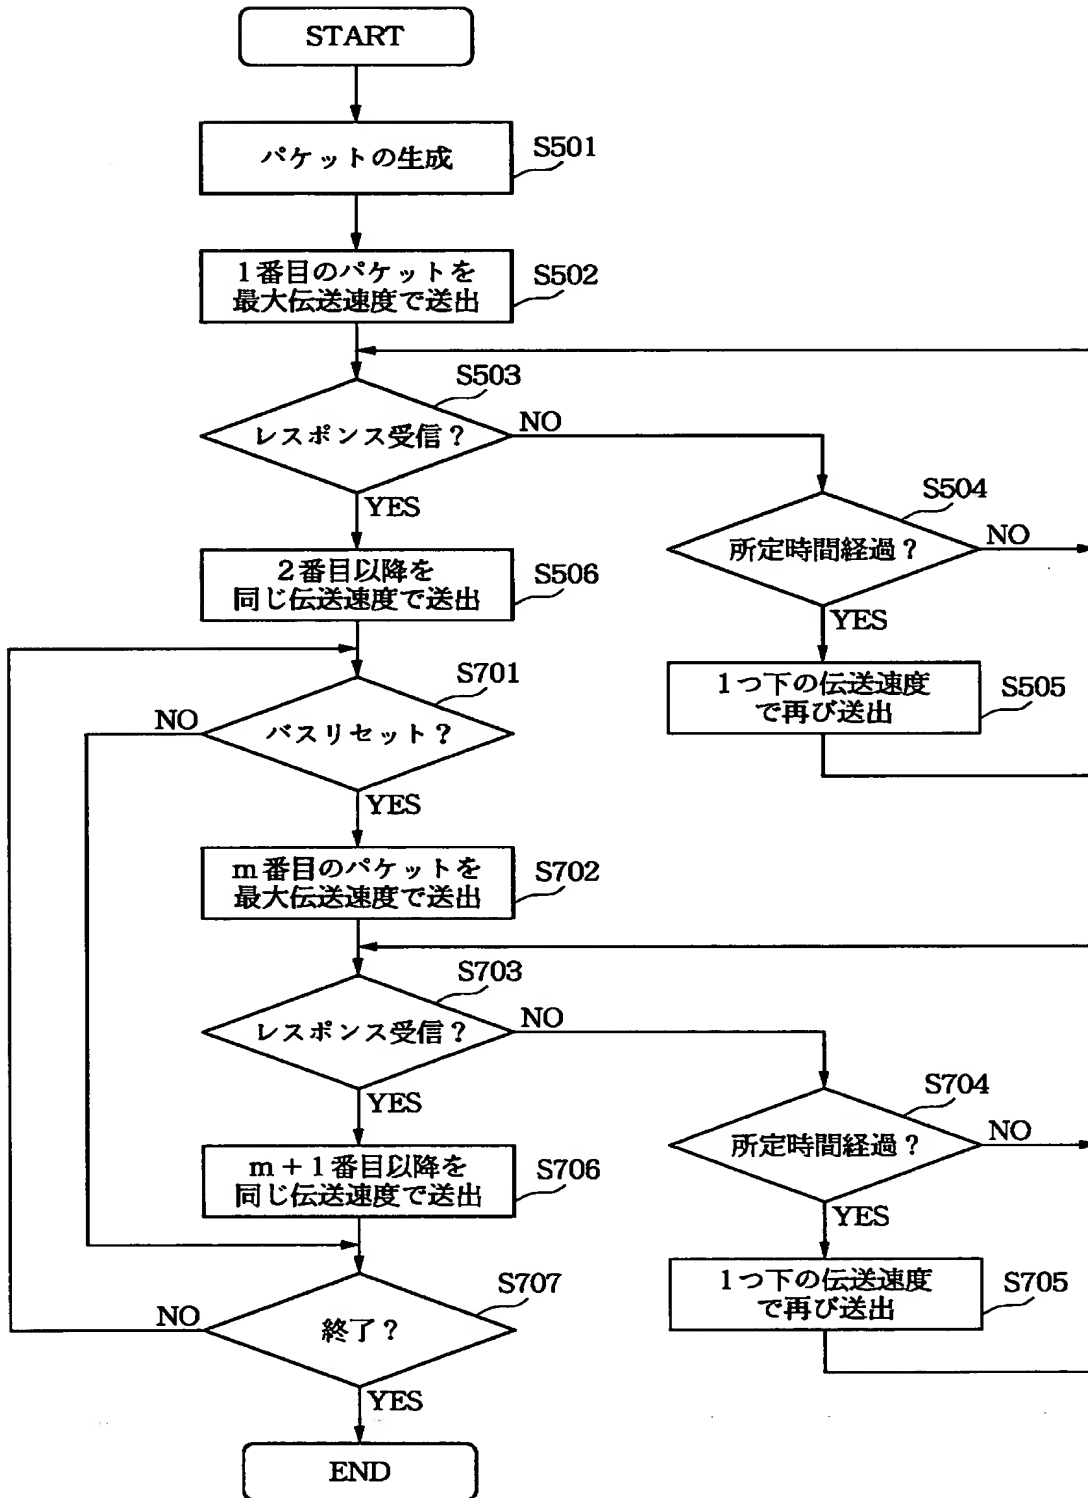 START
パケットの生成
S501
1番目のパケットを
最大伝送速度で送出
S502
S503
レスポンス受信？
NO
YES
S504
所定時間経過？
NO
YES
2番目以降を
同じ伝送速度で送出
S506
1つ下の伝送速度
で再び送出
S505
S701
バスリセット？
NO
YES
m番目のパケットを
最大伝送速度で送出
S702
S703
レスポンス受信？
NO
YES
S704
所定時間経過？
NO
YES
m＋1番目以降を
同じ伝送速度で送出
S706
1つ下の伝送速度
で再び送出
S705
S707
終了？
NO
YES
END